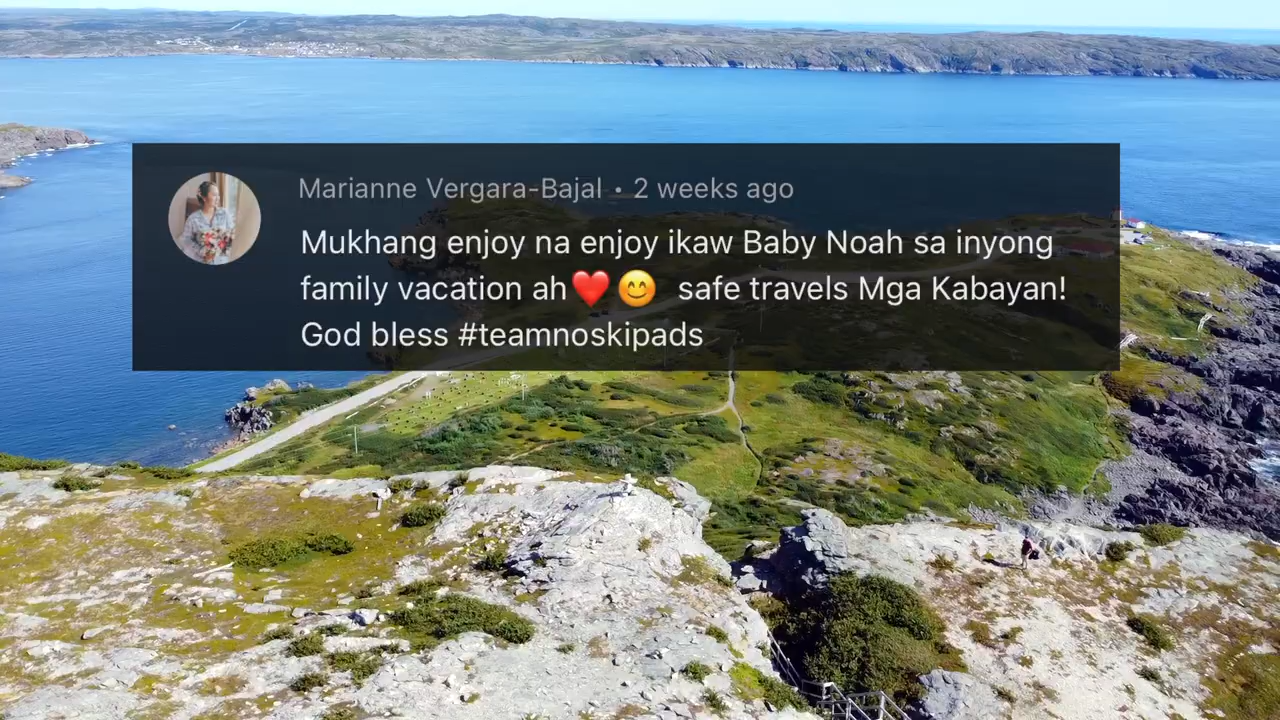 Marianne Vergara-Bajal • 2 weeks ago
Mukhang enjoy na enjoy ikaw Baby Noah sa inyong
family vacation ah❤️😊 safe travels Mga Kabayan!
God bless #teamnoskipads